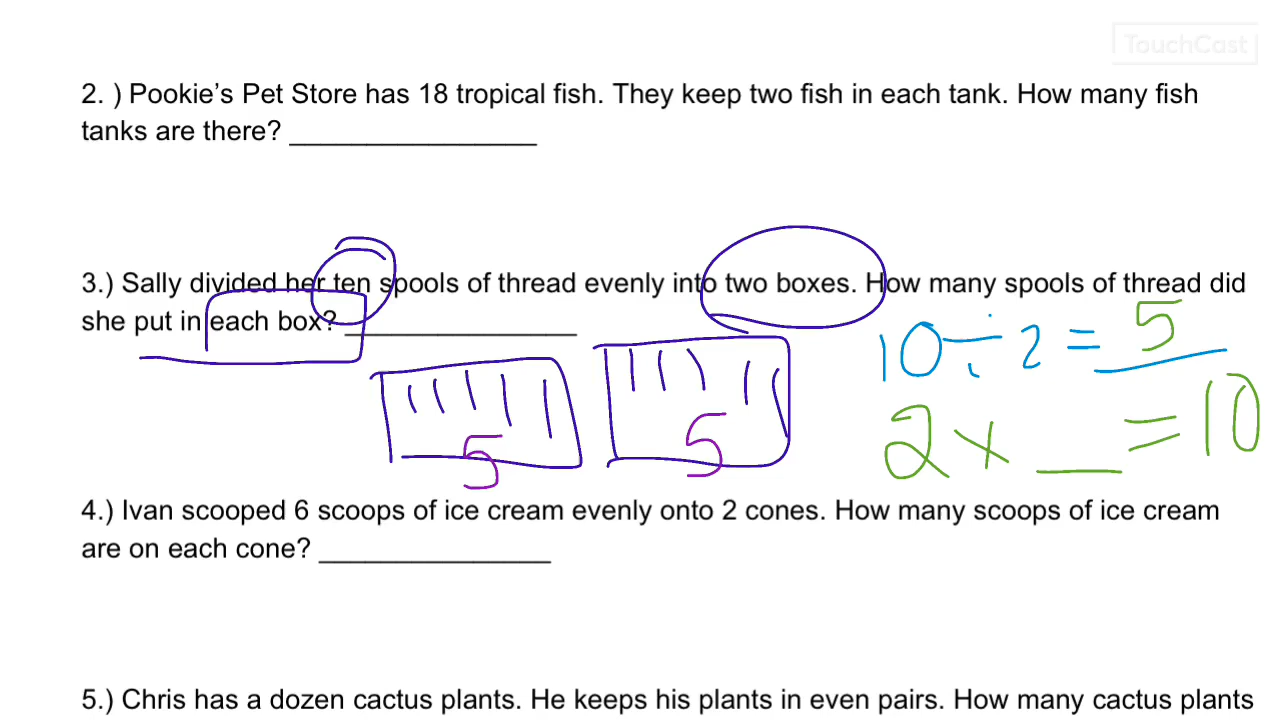 TouchCast
2. ) Pookie’s Pet Store has 18 tropical fish. They keep two fish in each tank. How many fish
tanks are there? ________________
3.) Sally divided her ten spools of thread evenly into two boxes. How many spools of thread did
she put in each box? _______________
10 ÷ 2 = 5
5 5
2 x __ = 10
4.) Ivan scooped 6 scoops of ice cream evenly onto 2 cones. How many scoops of ice cream
are on each cone? _______________
5.) Chris has a dozen cactus plants. He keeps his plants in even pairs. How many cactus plants